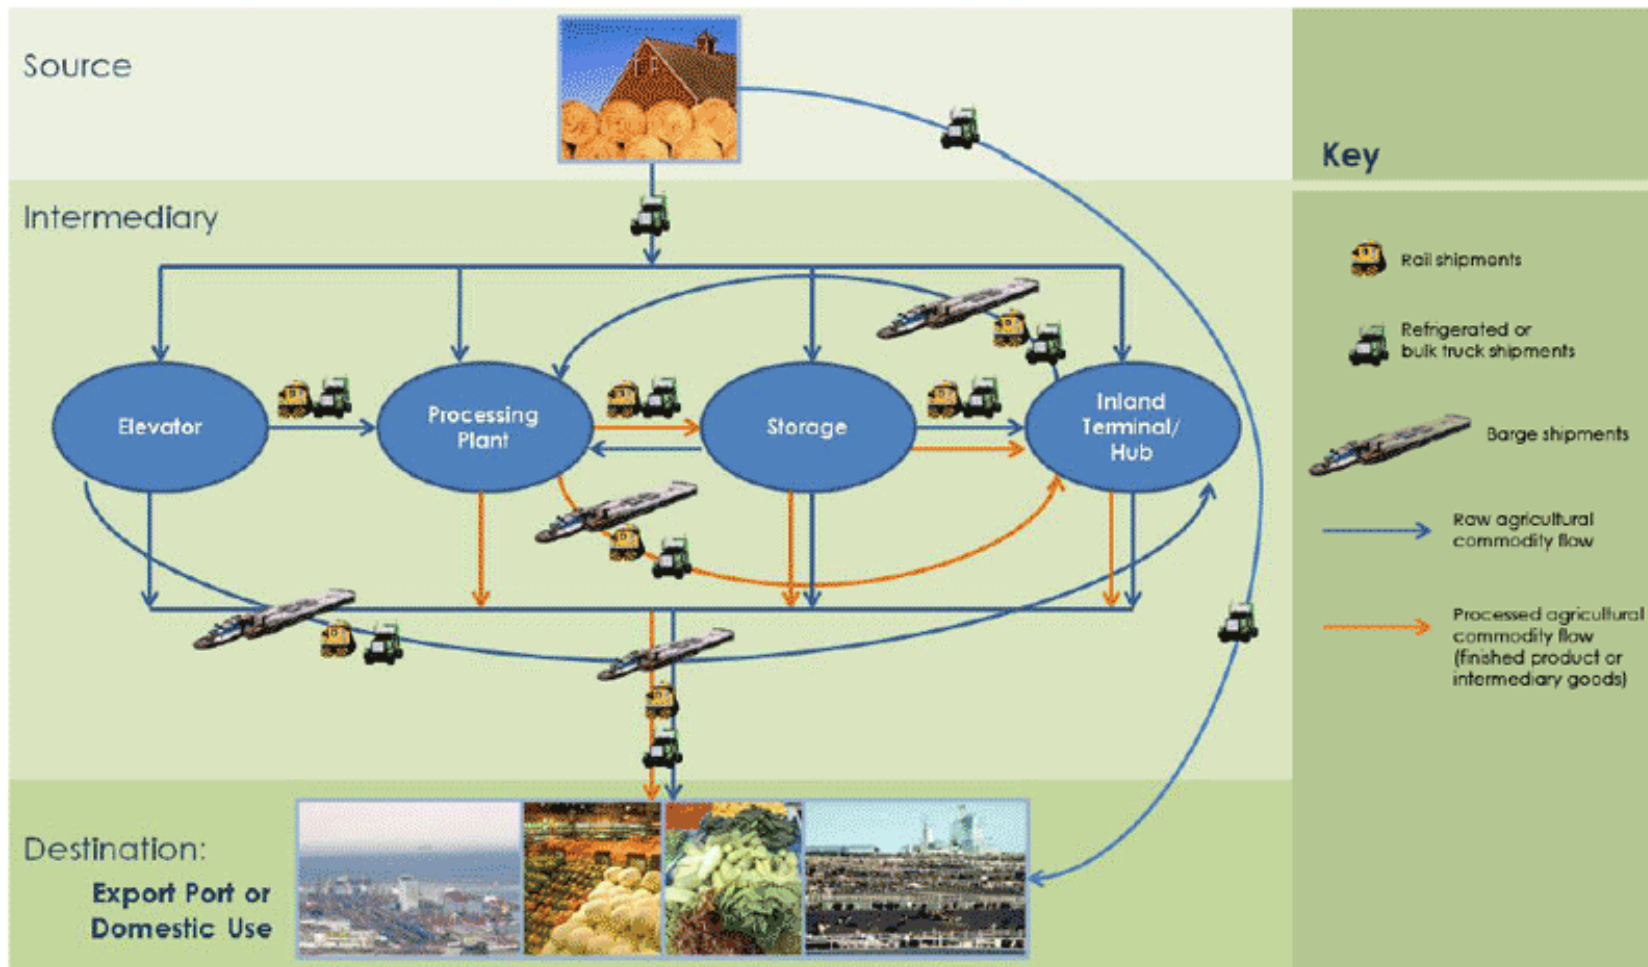 Source
Key
Intermediary
Rail shipments
Refrigerated or
bulk truck shipments
Elevator
Processing
Plant
Storage
Inland
Terminal/
Hub
Barge shipments
Raw agricultural
commodity flow
Processed agricultural
commodity flow
(finished product or
intermediary goods)
Destination:
Export Port or
Domestic Use